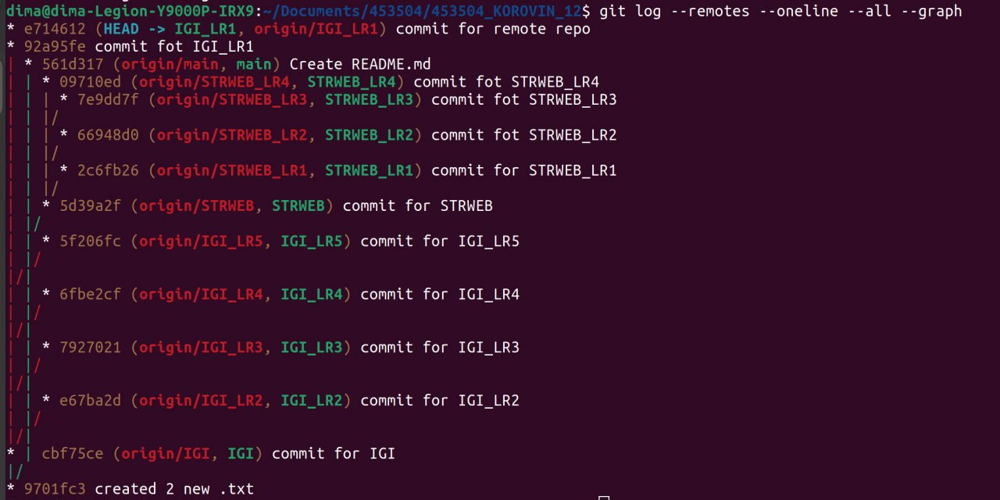 dima@dima-Legion-Y9000P-IRX9:~/Documents/453504/453504_KOROVIN_12$ git log --remotes --oneline --all --graph
* e714612 (HEAD -> IGI_LR1, origin/IGI_LR1) commit for remote repo
* 92a95fe commit fot IGI_LR1
| * 561d317 (origin/main, main) Create README.md
| | * 09710ed (origin/STRWEB_LR4, STRWEB_LR4) commit fot STRWEB_LR4
| | | * 7e9dd7f (origin/STRWEB_LR3, STRWEB_LR3) commit fot STRWEB_LR3
| | |/
| | | * 66948d0 (origin/STRWEB_LR2, STRWEB_LR2) commit fot STRWEB_LR2
| | |/
| | | * 2c6fb26 (origin/STRWEB_LR1, STRWEB_LR1) commit for STRWEB_LR1
| | |/
| | * 5d39a2f (origin/STRWEB, STRWEB) commit for STRWEB
| |/
| | * 5f206fc (origin/IGI_LR5, IGI_LR5) commit for IGI_LR5
| |/
|/|
| | * 6fbe2cf (origin/IGI_LR4, IGI_LR4) commit for IGI_LR4
| |/
|/|
| | * 7927021 (origin/IGI_LR3, IGI_LR3) commit for IGI_LR3
| |/
|/|
| | * e67ba2d (origin/IGI_LR2, IGI_LR2) commit for IGI_LR2
| |/
|/|
* | cbf75ce (origin/IGI, IGI) commit for IGI
|/
* 9701fc3 created 2 new .txt